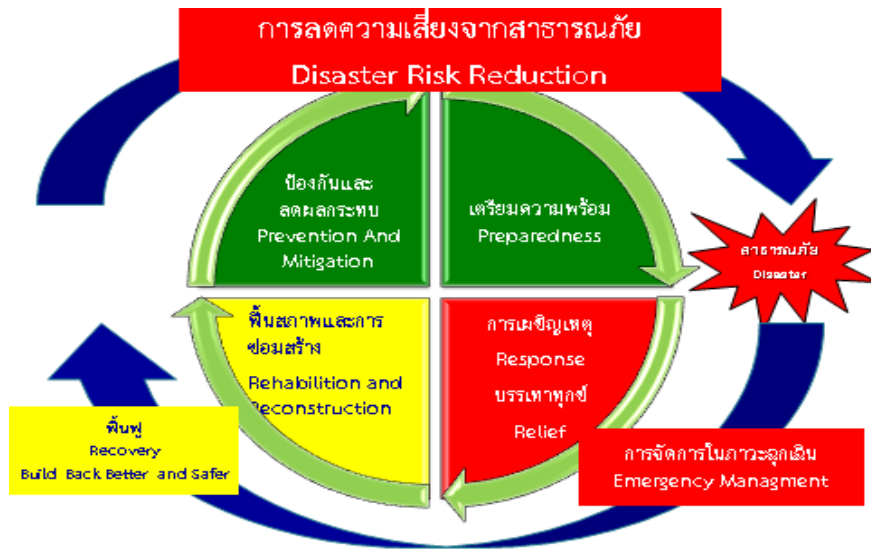 การลดความเสี่ยงจากสาธารณภัย
Disaster Risk Reduction
ป้องกันและ
ลดผลกระทบ
Prevention And
Mitigation
เตรียมความพร้อม
Preparedness
สาธารณภัย
Disaster
ฟื้นสภาพและการ
ซ่อมสร้าง
Rehabilition and
Reconstruction
การเผชิญเหตุ
Response
บรรเทาทุกข์
Relief
ฟื้นฟู
Recovery
Build Back Better and Safer
การจัดการในภาวะฉุกเฉิน
Emergency Managment